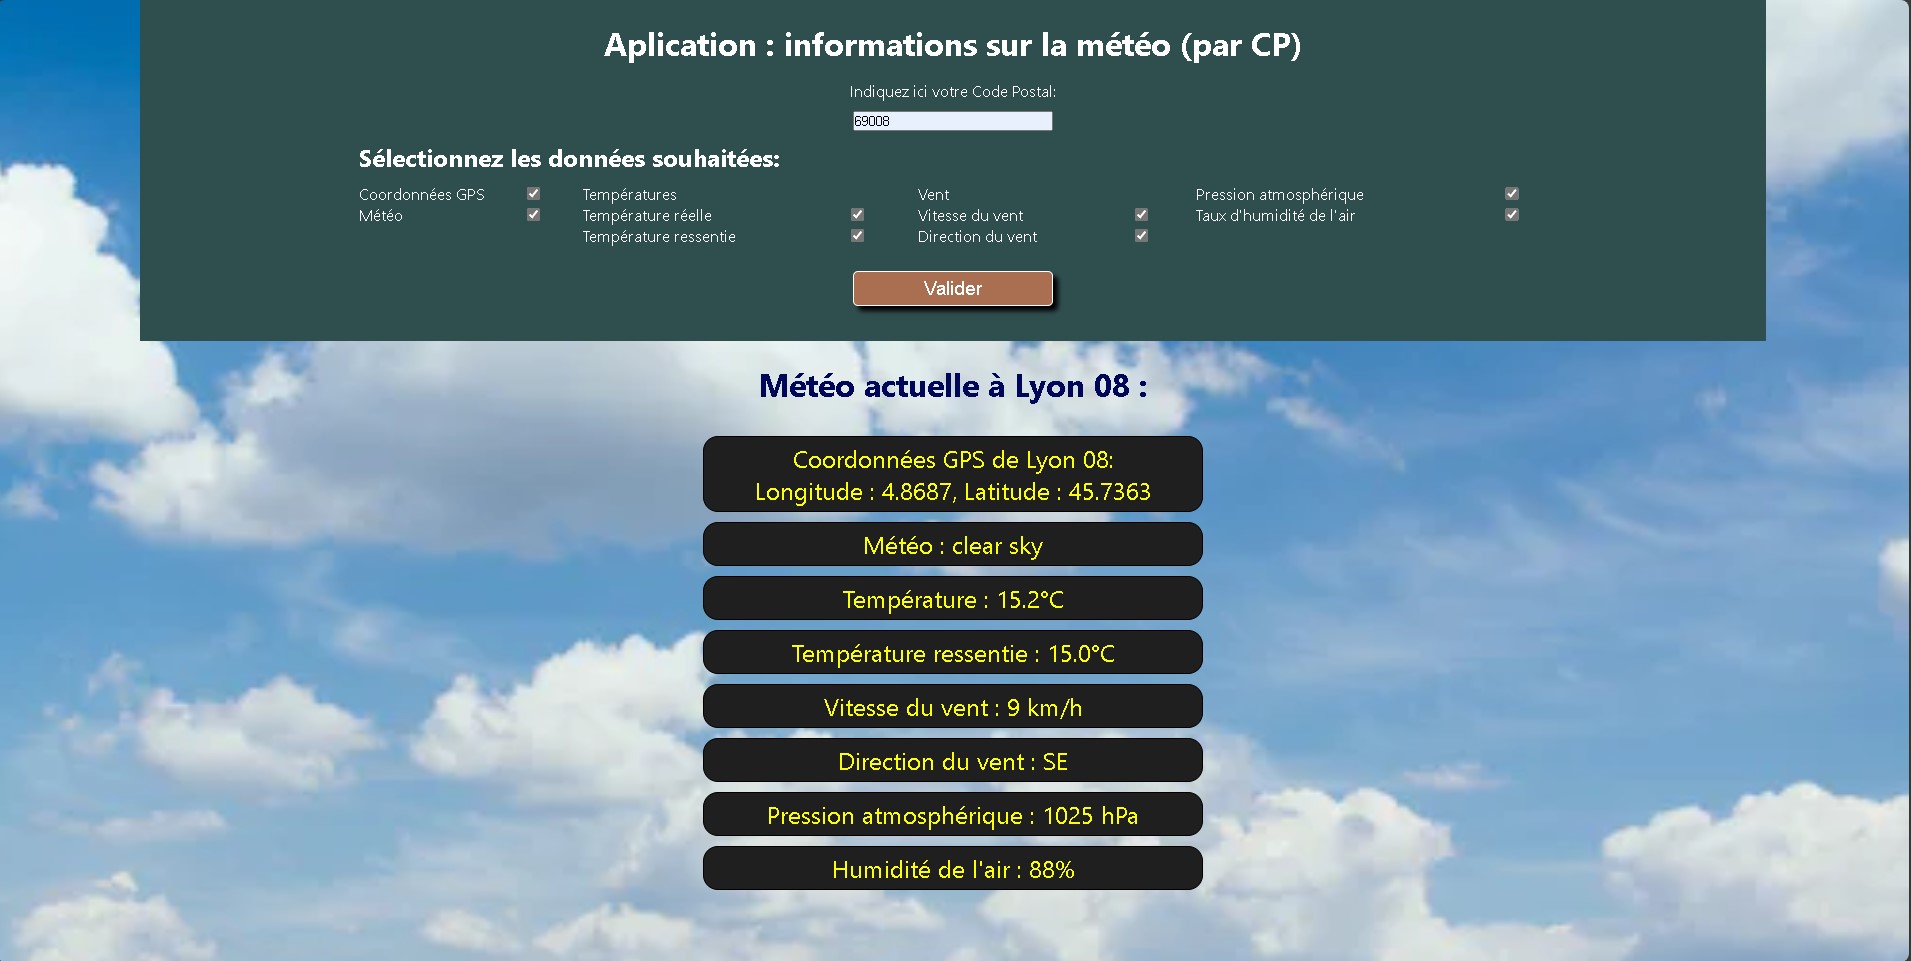 Aplication : informations sur la météo (par CP)
Indiquez ici votre Code Postal:
69008
Sélectionnez les données souhaitées:
Coordonnées GPS
Météo
Températures
Température réelle
Température ressentie
Vent
Vitesse du vent
Direction du vent
Pression atmosphérique
Taux d'humidité de l'air
Valider
Météo actuelle à Lyon 08 :
Coordonnées GPS de Lyon 08:
Longitude : 4.8687, Latitude : 45.7363
Météo : clear sky
Température : 15.2°C
Température ressentie : 15.0°C
Vitesse du vent : 9 km/h
Direction du vent : SE
Pression atmosphérique : 1025 hPa
Humidité de l'air : 88%